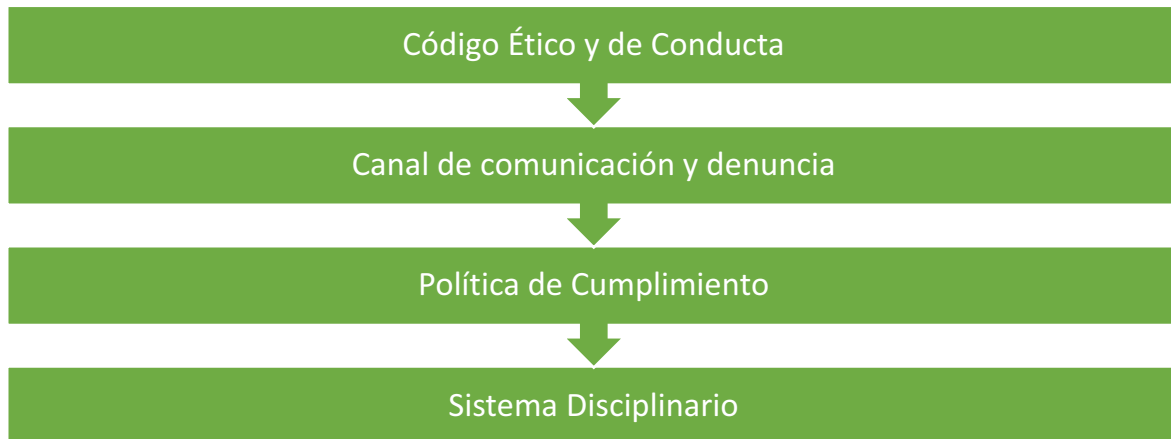 Código Ético y de Conducta
Canal de comunicación y denuncia
Política de Cumplimiento
Sistema Disciplinario